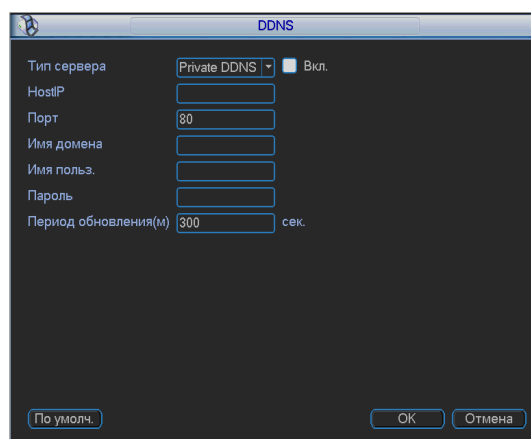 DDNS
Тип сервера Private DDNS Вкл.
HostIP
Порт 80
Имя домена
Имя польз.
Пароль
Период обновления(м) 300 сек.
По умолч. OK Отмена